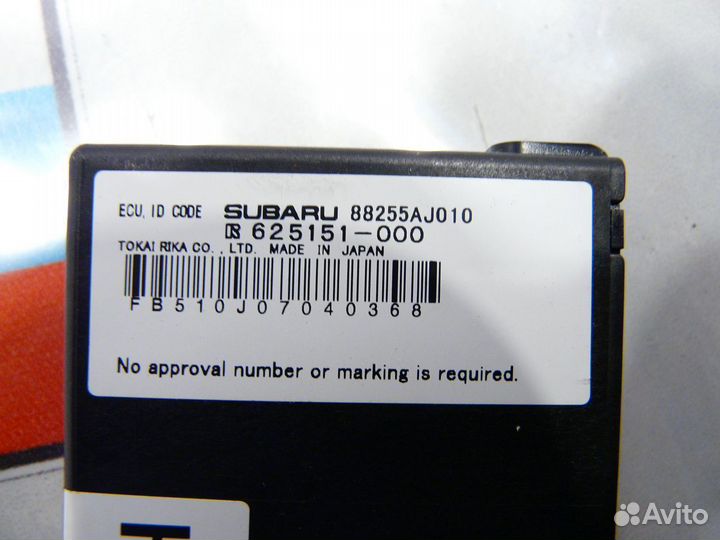 ECU, ID CODE SUBARU 88255AJ010
625151-000
TOKAI RIKA CO., LTD. MADE IN JAPAN
FB510J07040368
No approval number or marking is required.
Avito